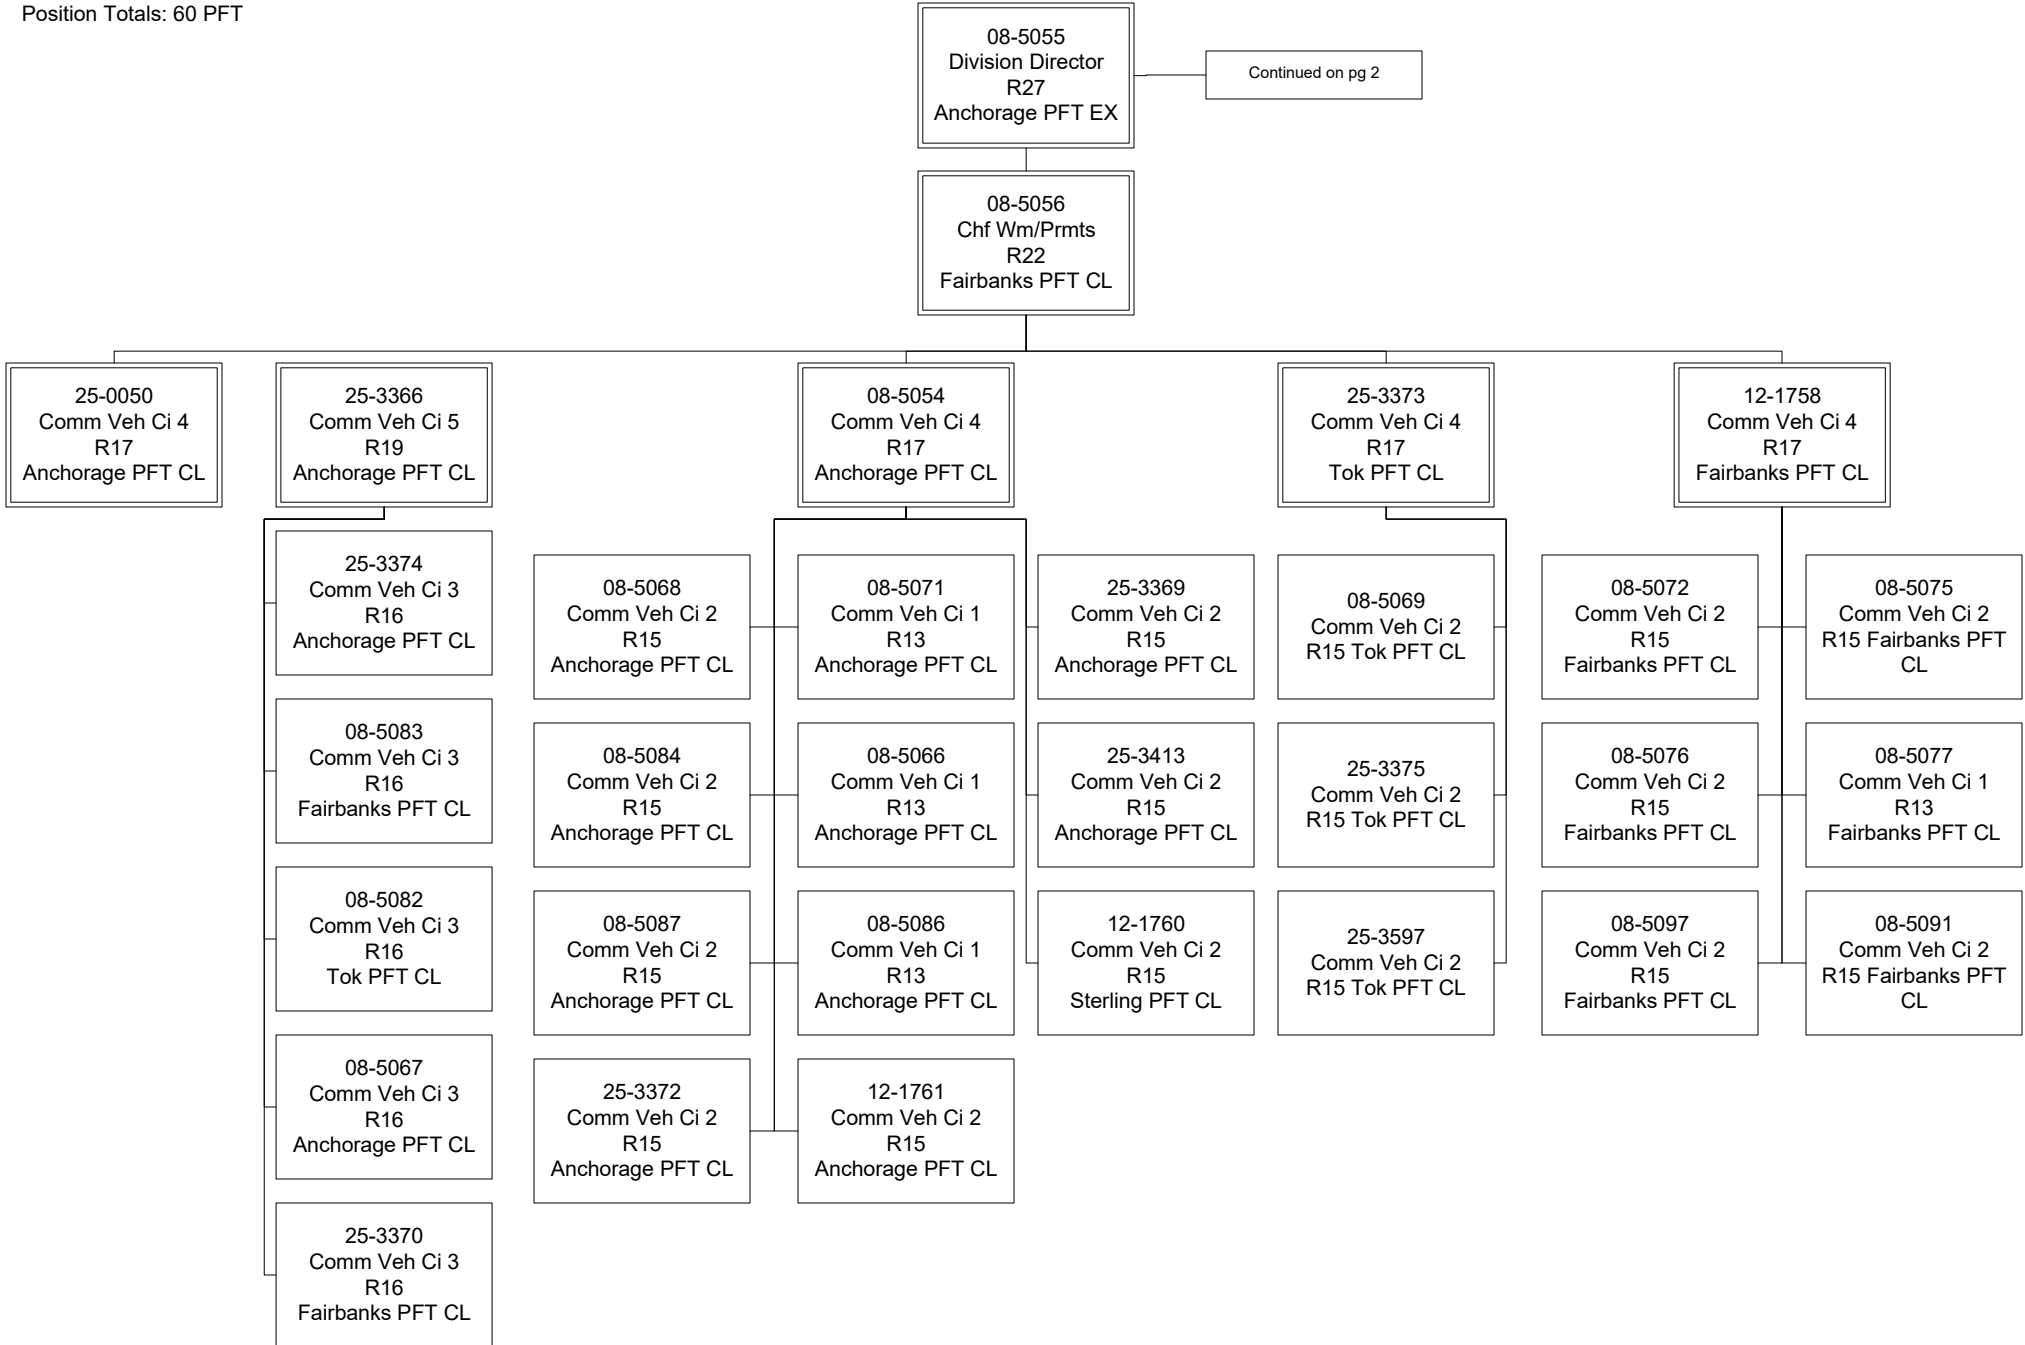 Position Totals: 60 PFT
08-5055
Division Director
R27
Anchorage PFT EX
Continued on pg 2
08-5056
Chf Wm/Prmts
R22
Fairbanks PFT CL
25-0050
Comm Veh Ci 4
R17
Anchorage PFT CL
25-3366
Comm Veh Ci 5
R19
Anchorage PFT CL
08-5054
Comm Veh Ci 4
R17
Anchorage PFT CL
25-3373
Comm Veh Ci 4
R17
Tok PFT CL
12-1758
Comm Veh Ci 4
R17
Fairbanks PFT CL
25-3374
Comm Veh Ci 3
R16
Anchorage PFT CL
08-5083
Comm Veh Ci 3
R16
Fairbanks PFT CL
08-5082
Comm Veh Ci 3
R16
Tok PFT CL
08-5067
Comm Veh Ci 3
R16
Anchorage PFT CL
25-3370
Comm Veh Ci 3
R16
Fairbanks PFT CL
08-5068
Comm Veh Ci 2
R15
Anchorage PFT CL
08-5071
Comm Veh Ci 1
R13
Anchorage PFT CL
25-3369
Comm Veh Ci 2
R15
Anchorage PFT CL
08-5084
Comm Veh Ci 2
R15
Anchorage PFT CL
08-5066
Comm Veh Ci 1
R13
Anchorage PFT CL
25-3413
Comm Veh Ci 2
R15
Anchorage PFT CL
08-5087
Comm Veh Ci 2
R15
Anchorage PFT CL
08-5086
Comm Veh Ci 1
R13
Anchorage PFT CL
12-1760
Comm Veh Ci 2
R15
Sterling PFT CL
25-3372
Comm Veh Ci 2
R15
Anchorage PFT CL
12-1761
Comm Veh Ci 2
R15
Anchorage PFT CL
08-5069
Comm Veh Ci 2
R15 Tok PFT CL
25-3375
Comm Veh Ci 2
R15 Tok PFT CL
25-3597
Comm Veh Ci 2
R15 Tok PFT CL
08-5072
Comm Veh Ci 2
R15
Fairbanks PFT CL
08-5075
Comm Veh Ci 2
R15 Fairbanks PFT
CL
08-5076
Comm Veh Ci 2
R15
Fairbanks PFT CL
08-5077
Comm Veh Ci 1
R13
Fairbanks PFT CL
08-5097
Comm Veh Ci 2
R15
Fairbanks PFT CL
08-5091
Comm Veh Ci 2
R15 Fairbanks PFT
CL